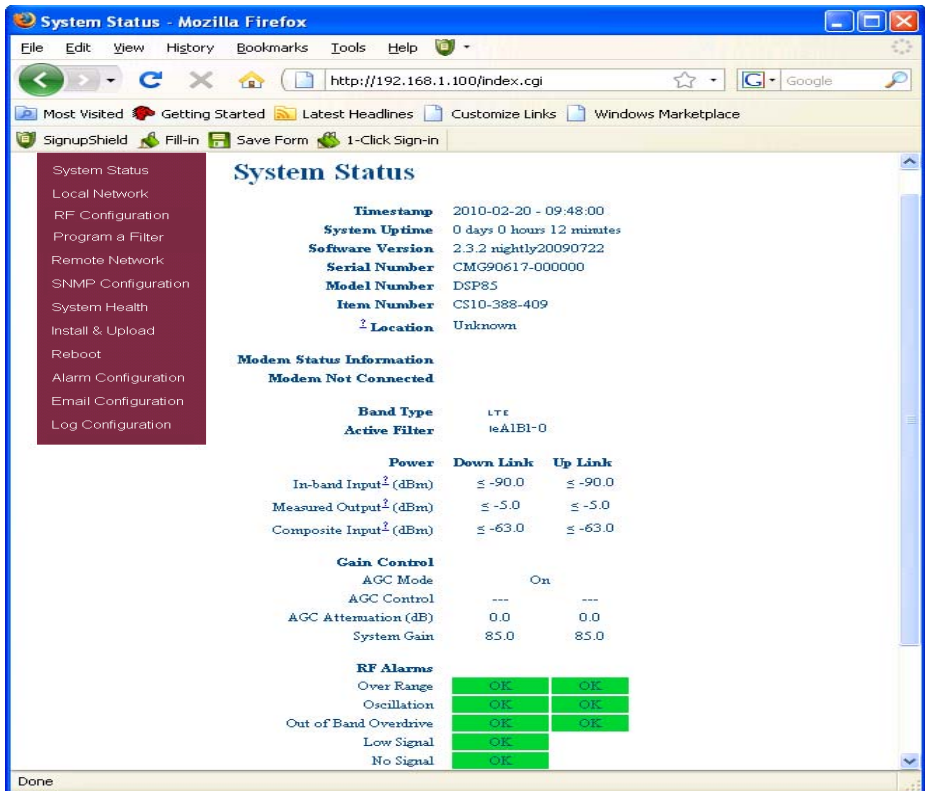 System Status - Mozilla Firefox
File Edit View History Bookmarks Tools Help
http://192.168.1.100/index.cgi
G Google
Most Visited Getting Started Latest Headlines Customize Links Windows Marketplace
SignupShield Fill-in Save Form 1-Click Sign-in
System Status
Local Network
RF Configuration
Program a Filter
Remote Network
SNMP Configuration
System Health
Install & Upload
Reboot
Alarm Configuration
Email Configuration
Log Configuration
System Status
Timestamp 2010-02-20 - 09:48:00
System Uptime 0 days 0 hours 12 minutes
Software Version 2.3.2 nightly20090722
Serial Number CMG90617-000000
Model Number DSP85
Item Number CS10-388-409
? Location Unknown
Modem Status Information
Modem Not Connected
Band Type LTE
Active Filter leA1B1-0
Power Down Link Up Link
In-band Input? (dBm) ≤ -90.0 ≤ -90.0
Measured Output? (dBm) ≤ -5.0 ≤ -5.0
Composite Input? (dBm) ≤ -63.0 ≤ -63.0
Gain Control
AGC Mode On
AGC Control --- ---
AGC Attenuation (dB) 0.0 0.0
System Gain 85.0 85.0
RF Alarms
Over Range OK OK
Oscillation OK OK
Out of Band Overdrive OK OK
Low Signal OK
No Signal OK
Done